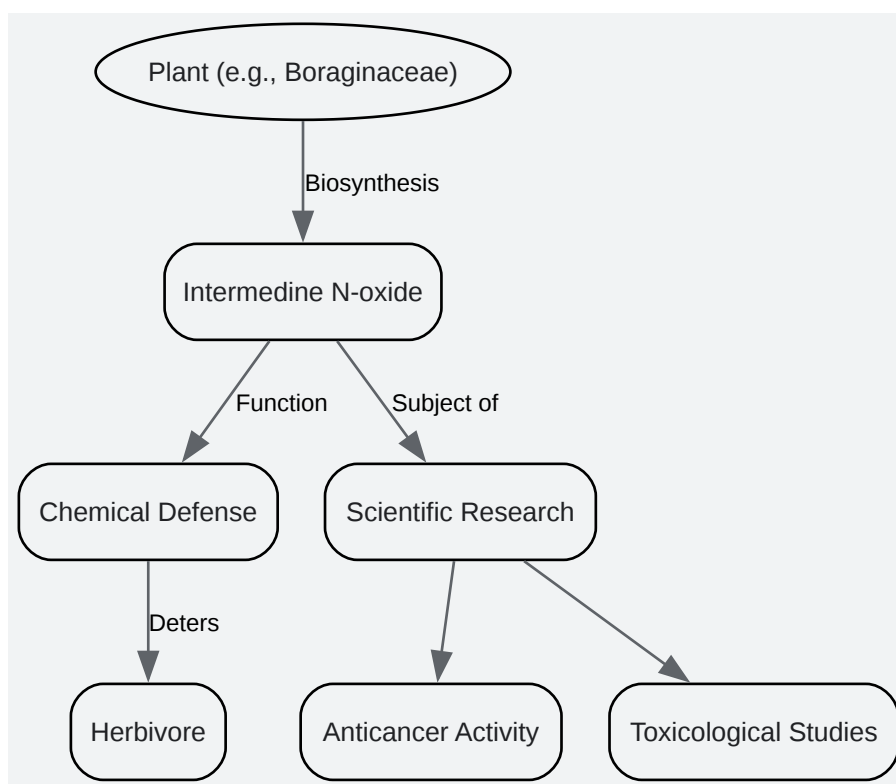 Plant (e.g., Boraginaceae)
Biosynthesis
Intermedine N-oxide
Function
Subject of
Chemical Defense
Scientific Research
Deters
Herbivore
Anticancer Activity
Toxicological Studies